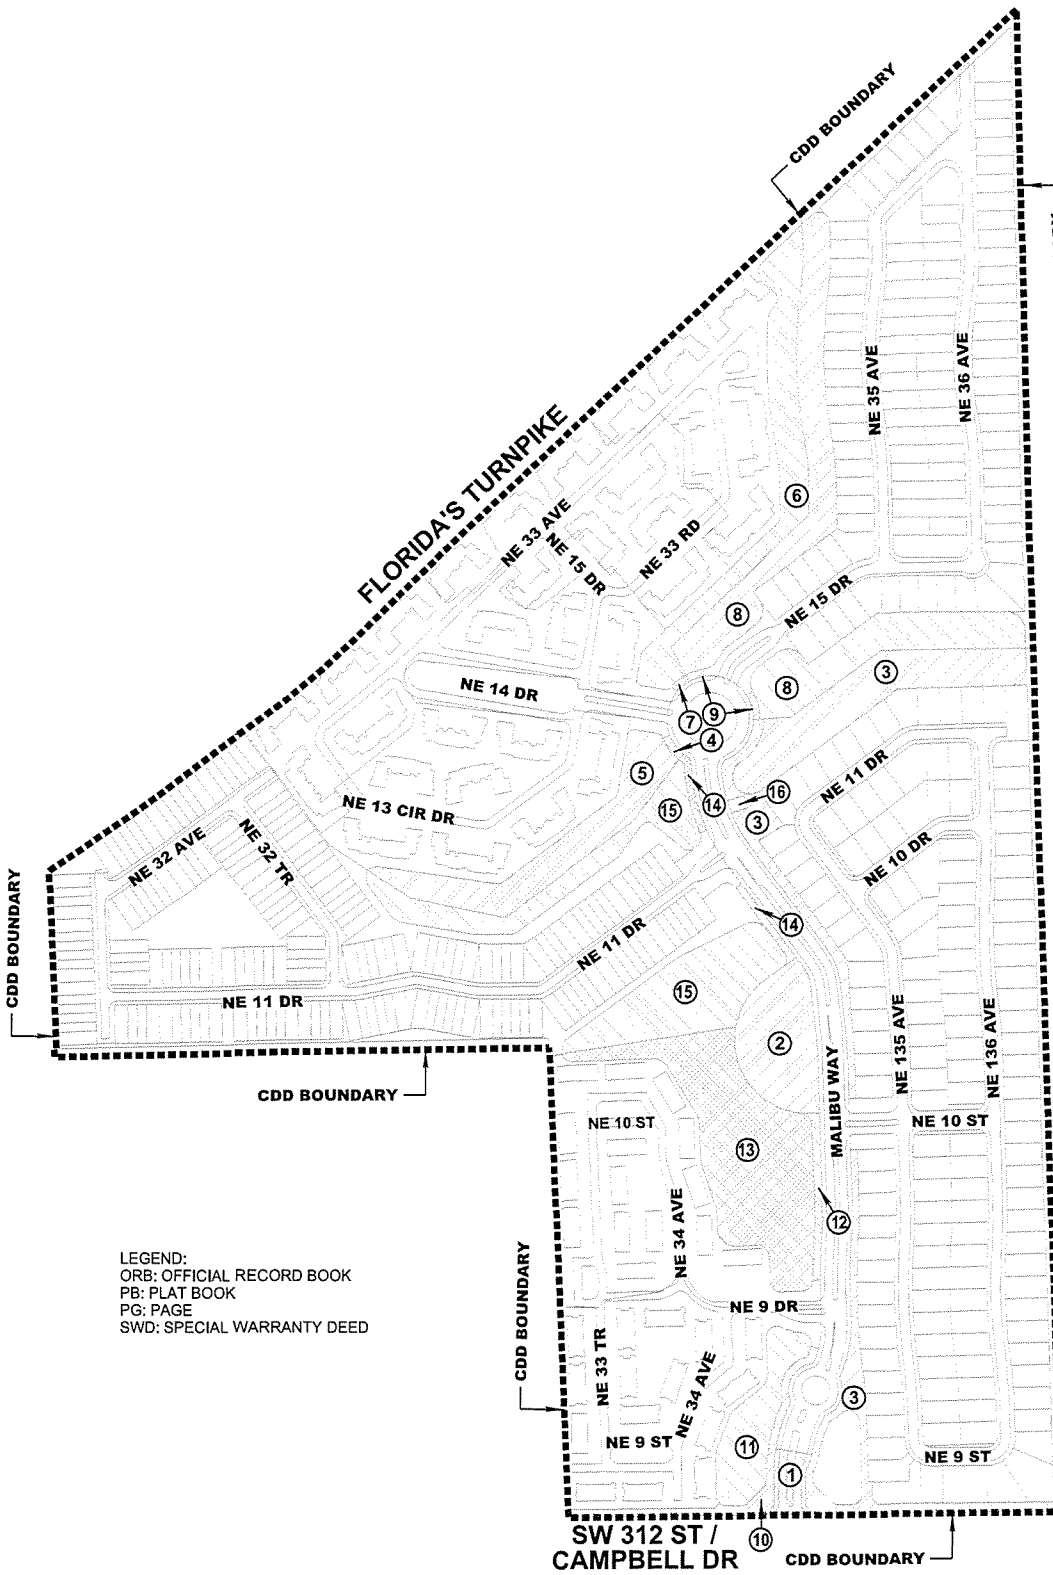 CDD BOUNDARY
NE 35 AVE
NE 36 AVE
FLORIDA'S TURNPIKE
NE 33 AVE
NE 15 DR
NE 33 RD
6
NE 15 DR
8
NE 14 DR
8
3
7
9
4
5
14
16
15
3
NE 11 DR
NE 13 CIR DR
NE 32 AVE
NE 32 TR
NE 10 DR
14
CDD BOUNDARY
NE 11 DR
NE 11 DR
15
2
NE 135 AVE
NE 136 AVE
MALIBU WAY
CDD BOUNDARY
NE 10 ST
NE 10 ST
13
12
NE 34 AVE
LEGEND:
ORB: OFFICIAL RECORD BOOK
PB: PLAT BOOK
PG: PAGE
SWD: SPECIAL WARRANTY DEED
CDD BOUNDARY
NE 9 DR
NE 33 TR
NE 34 AVE
3
NE 9 ST
11
1
NE 9 ST
10
SW 312 ST /
CAMPBELL DR
CDD BOUNDARY